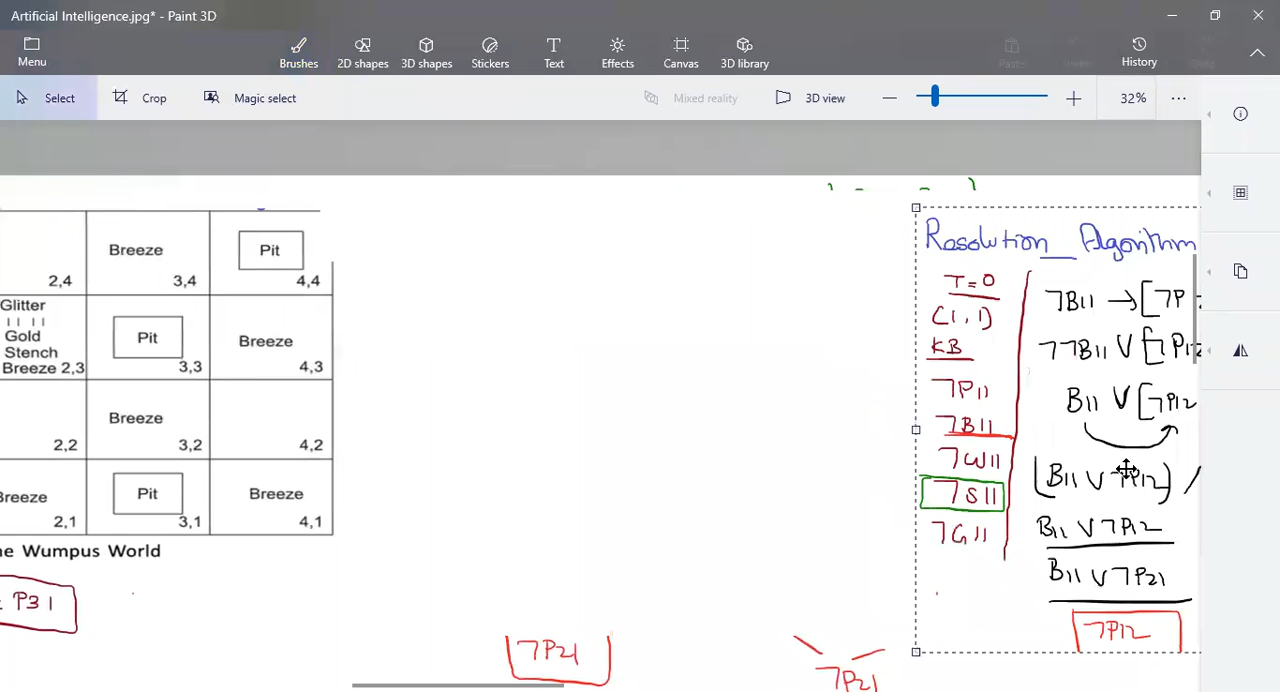 Artificial Intelligence.jpg* - Paint 3D
Menu
Brushes
2D shapes
3D shapes
Stickers
Text
Effects
Canvas
3D library
Paste
History
Select
Crop
Magic select
Mixed reality
3D view
32%
Breeze
Pit
2,4
3,4
4,4
Glitter
Gold
Stench
Breeze 2,3
Pit
3,3
Breeze
4,3
2,2
Breeze
3,2
4,2
Breeze
2,1
Pit
3,1
Breeze
4,1
he Wumpus World
P31
¬P21
¬P21
Resolution Algorithm
T=0
(1,1)
KB
¬P11
¬B11
¬W11
¬S11
¬G11
¬B11 → [¬P
¬¬B11 V [¬P12
B11 V [¬P12
(B11 V ¬P12) /
B11 V ¬P12
B11 V ¬P21
¬P12